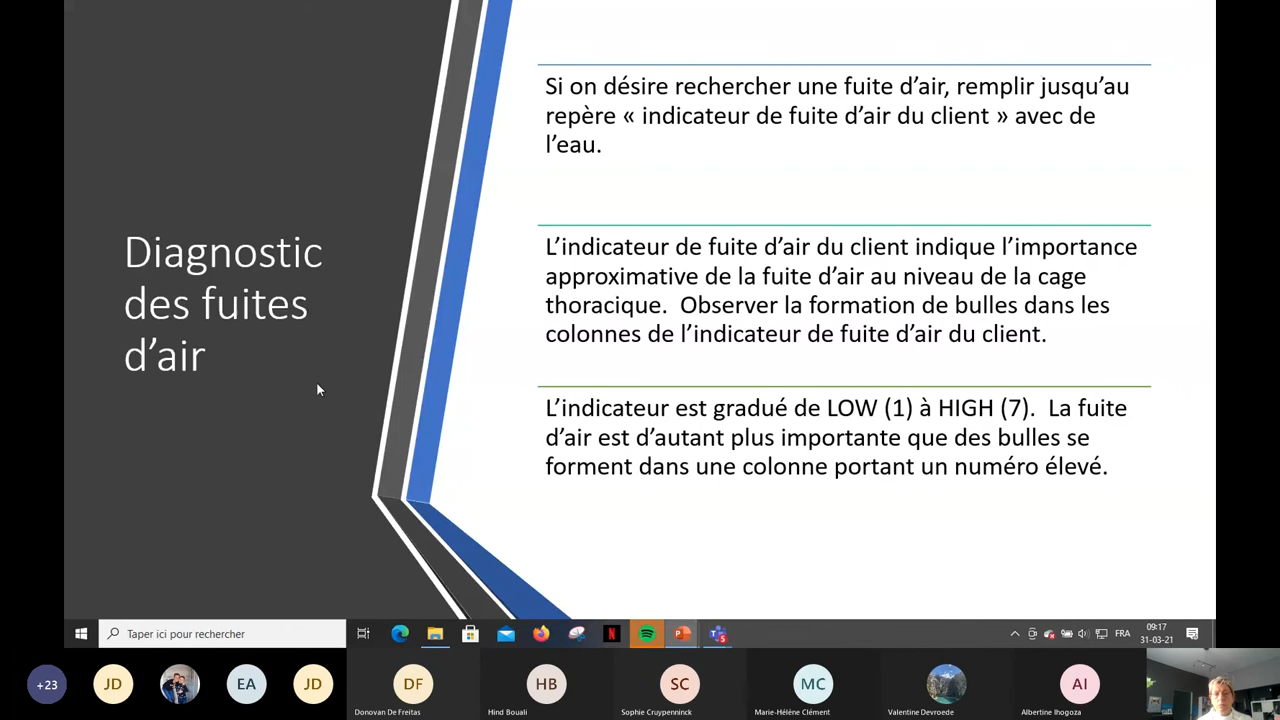 Diagnostic
des fuites
d’air
Si on désire rechercher une fuite d’air, remplir jusqu’au
repère « indicateur de fuite d’air du client » avec de
l’eau.
L’indicateur de fuite d’air du client indique l’importance
approximative de la fuite d’air au niveau de la cage
thoracique.  Observer la formation de bulles dans les
colonnes de l’indicateur de fuite d’air du client.
L’indicateur est gradué de LOW (1) à HIGH (7).  La fuite
d’air est d’autant plus importante que des bulles se
forment dans une colonne portant un numéro élevé.
Taper ici pour rechercher
FRA
09:17
31-03-21
+23
JD
EA
JD
DF
HB
SC
MC
AI
Donovan De Freitas
Hind Bouali
Sophie Cruypenninck
Marie-Hélène Clément
Valentine Devroede
Albertine Ihogoza